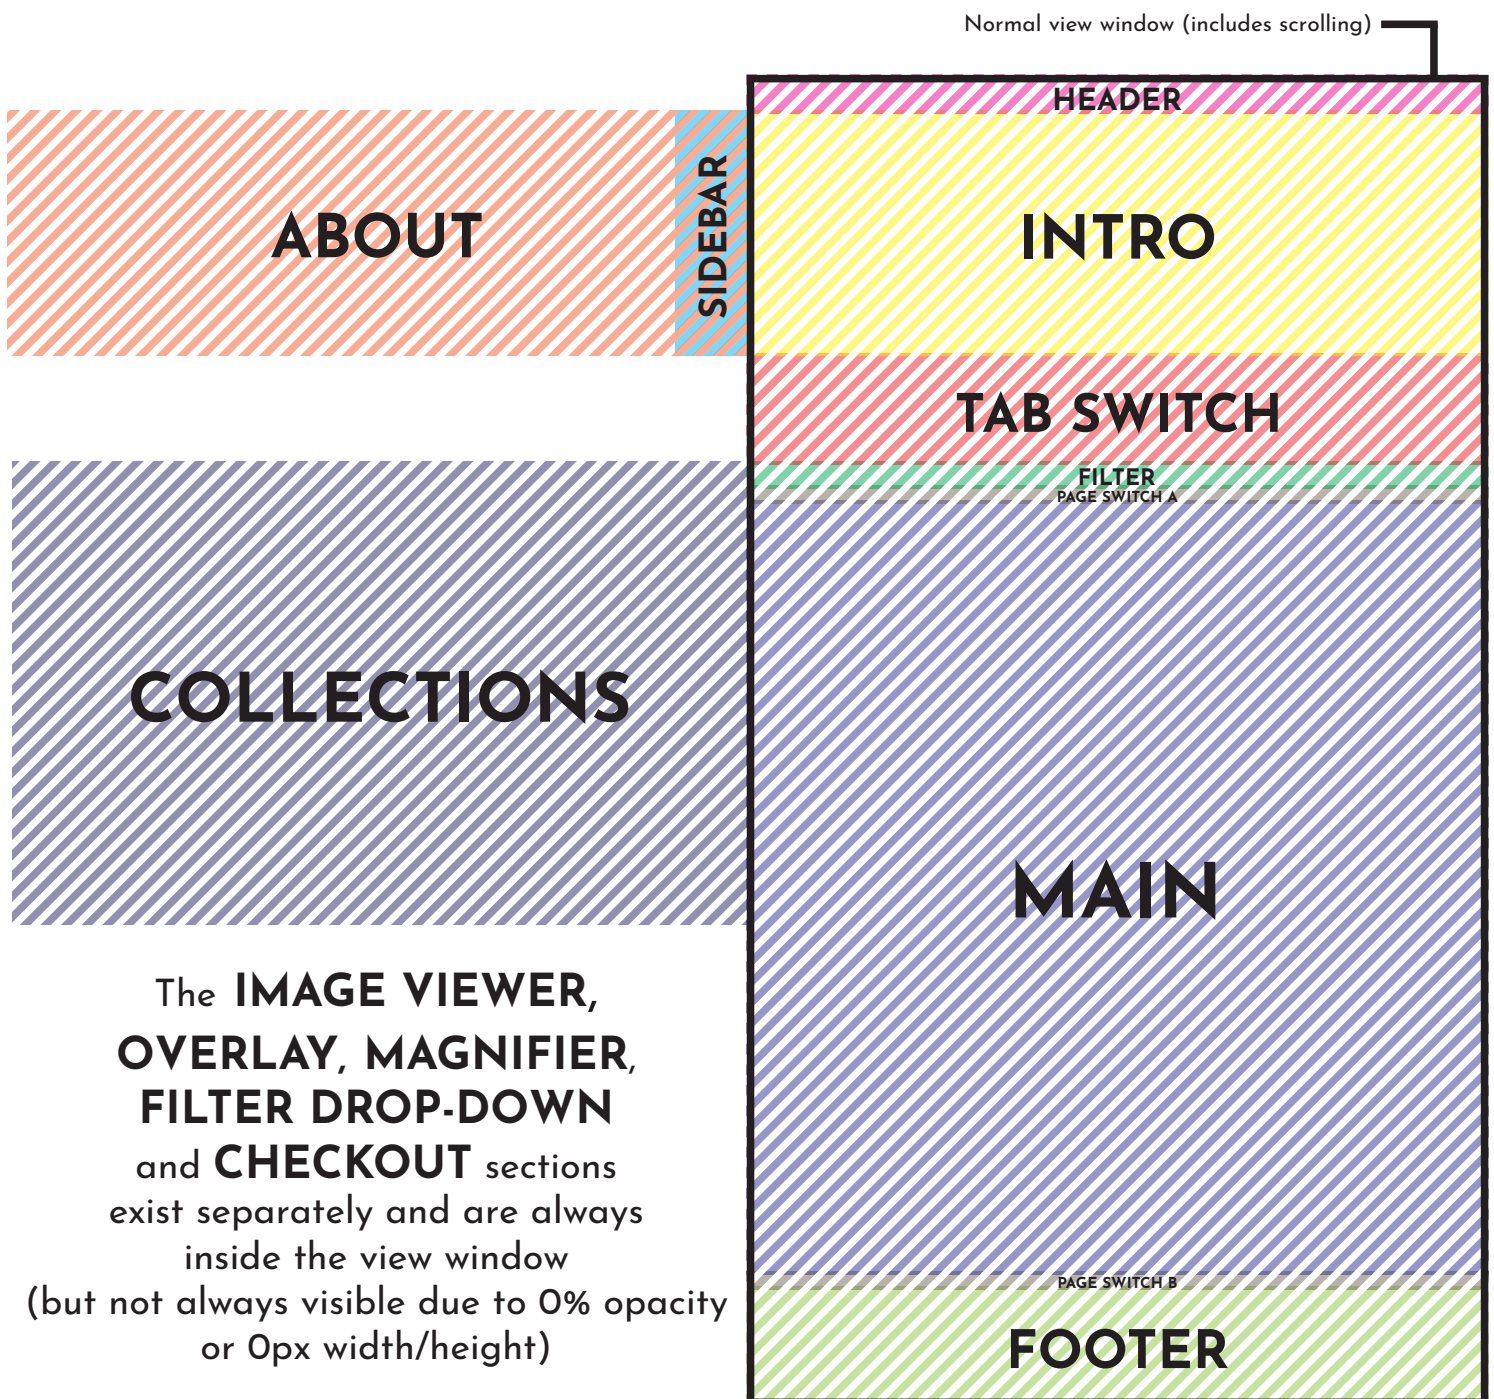 Normal view window (includes scrolling)
HEADER
ABOUT
SIDEBAR
INTRO
TAB SWITCH
FILTER
PAGE SWITCH A
COLLECTIONS
MAIN
The IMAGE VIEWER,
OVERLAY, MAGNIFIER,
FILTER DROP-DOWN
and CHECKOUT sections
exist separately and are always
inside the view window
(but not always visible due to 0% opacity
or 0px width/height)
PAGE SWITCH B
FOOTER